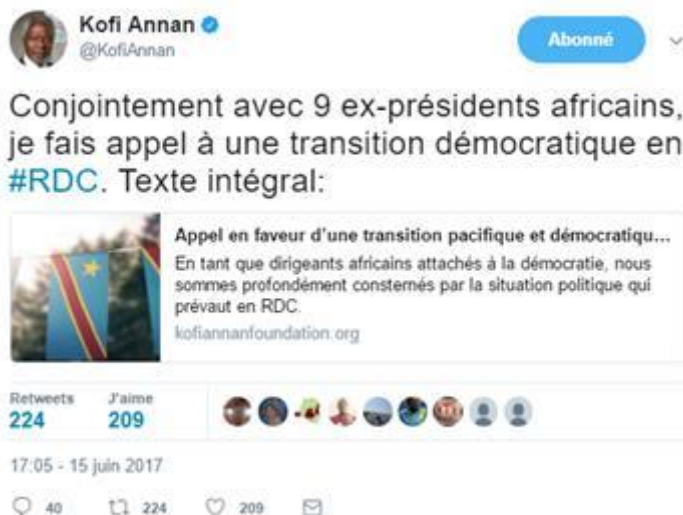 Kofi Annan
@KofiAnnan
Abonné
Conjointement avec 9 ex-présidents africains,
je fais appel à une transition démocratique en
#RDC. Texte intégral:
Appel en faveur d’une transition pacifique et démocratiqu...
En tant que dirigeants africains attachés à la démocratie, nous
sommes profondément consternés par la situation politique qui
prévaut en RDC.
kofiannanfoundation.org
Retweets J'aime
224 209
17:05 - 15 juin 2017
40 224 209